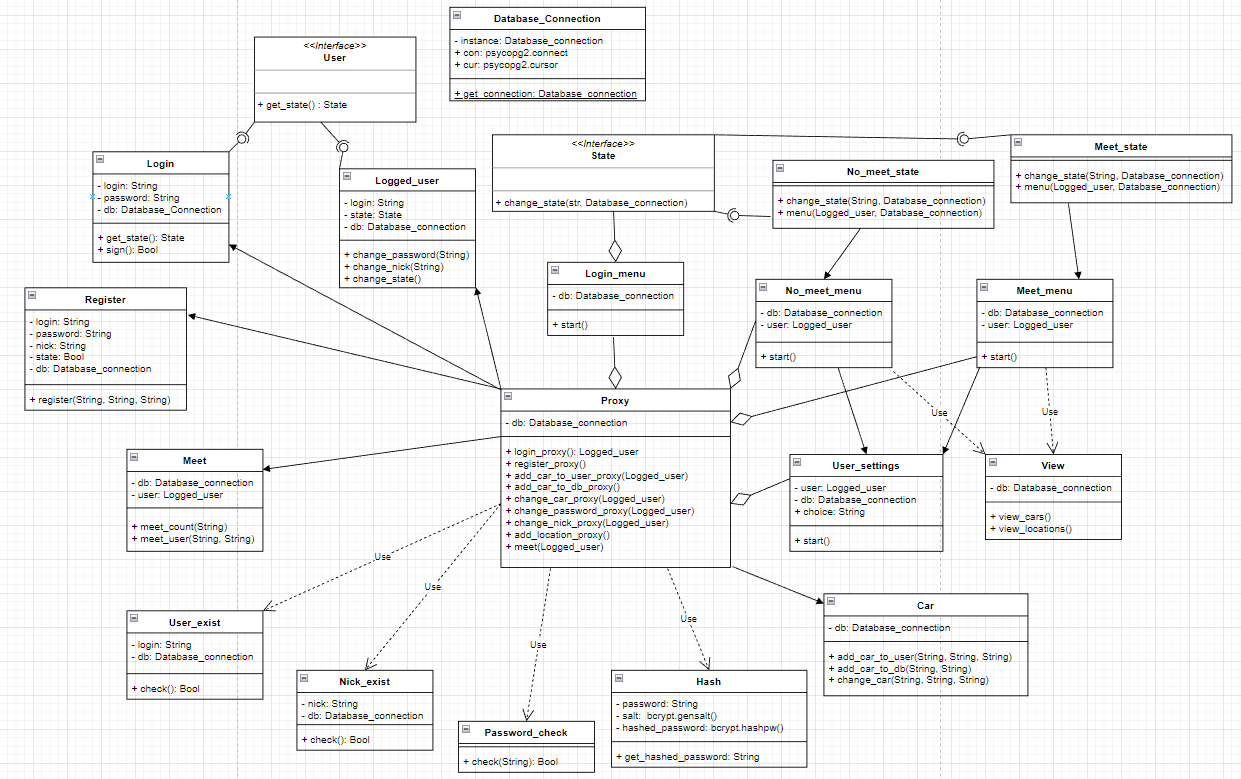 Database_Connection
- instance: Database_connection
+ con: psycopg2.connect
+ cur: psycopg2.cursor
+ get_connection: Database_connection
<<Interface>>
User
+ get_state() : State
Login
- login: String
- password: String
- db: Database_Connection
+ get_state(): State
+ sign(): Bool
Logged_user
- login: String
- state: State
- db: Database_connection
+ change_password(String)
+ change_nick(String)
+ change_state()
<<Interface>>
State
+ change_state(str, Database_connection)
No_meet_state
+ change_state(String, Database_connection)
+ menu(Logged_user, Database_connection)
Meet_state
+ change_state(String, Database_connection)
+ menu(Logged_user, Database_connection)
Register
- login: String
- password: String
- nick: String
- state: Bool
- db: Database_connection
+ register(String, String, String)
Login_menu
- db: Database_connection
+ start()
No_meet_menu
- db: Database_connection
- user: Logged_user
+ start()
Meet_menu
- db: Database_connection
- user: Logged_user
+ start()
Proxy
- db: Database_connection
+ login_proxy(): Logged_user
+ register_proxy()
+ add_car_to_user_proxy(Logged_user)
+ add_car_to_db_proxy()
+ change_car_proxy(Logged_user)
+ change_password_proxy(Logged_user)
+ change_nick_proxy(Logged_user)
+ add_location_proxy()
+ meet(Logged_user)
Use
Use
Meet
- db: Database_connection
- user: Logged_user
+ meet_count(String)
+ meet_user(String, String)
User_settings
- user: Logged_user
- db: Database_connection
- choice: String
+ start()
View
- db: Database_connection
+ view_cars()
+ view_locations()
Use
Use
Use
Use
User_exist
- login: String
- db: Database_connection
+ check(): Bool
Nick_exist
- nick: String
- db: Database_connection
+ check(): Bool
Password_check
+ check(String): Bool
Hash
- password: String
- salt: bcrypt.gensalt()
- hashed_password: bcrypt.hashpw()
+ get_hashed_password: String
Car
- db: Database_connection
+ add_car_to_user(String, String, String)
+ add_car_to_db(String, String)
+ change_car(String, String, String)